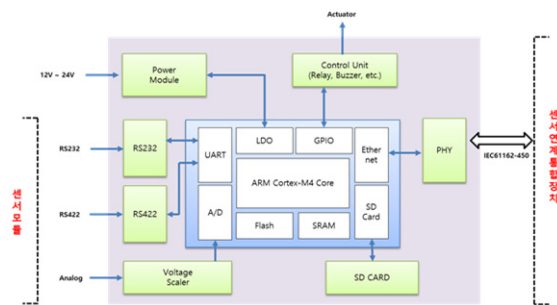 Actuator
Control Unit
(Relay, Buzzer, etc.)
12V ~ 24V
Power
Module
RS232
RS232
UART
LDO
GPIO
Ether
net
PHY
IEC61162-450
ARM Cortex-M4 Core
RS422
RS422
A/D
SD
Card
Flash
SRAM
Analog
Voltage
Scaler
SD CARD
센서모듈
센서연계통합장치